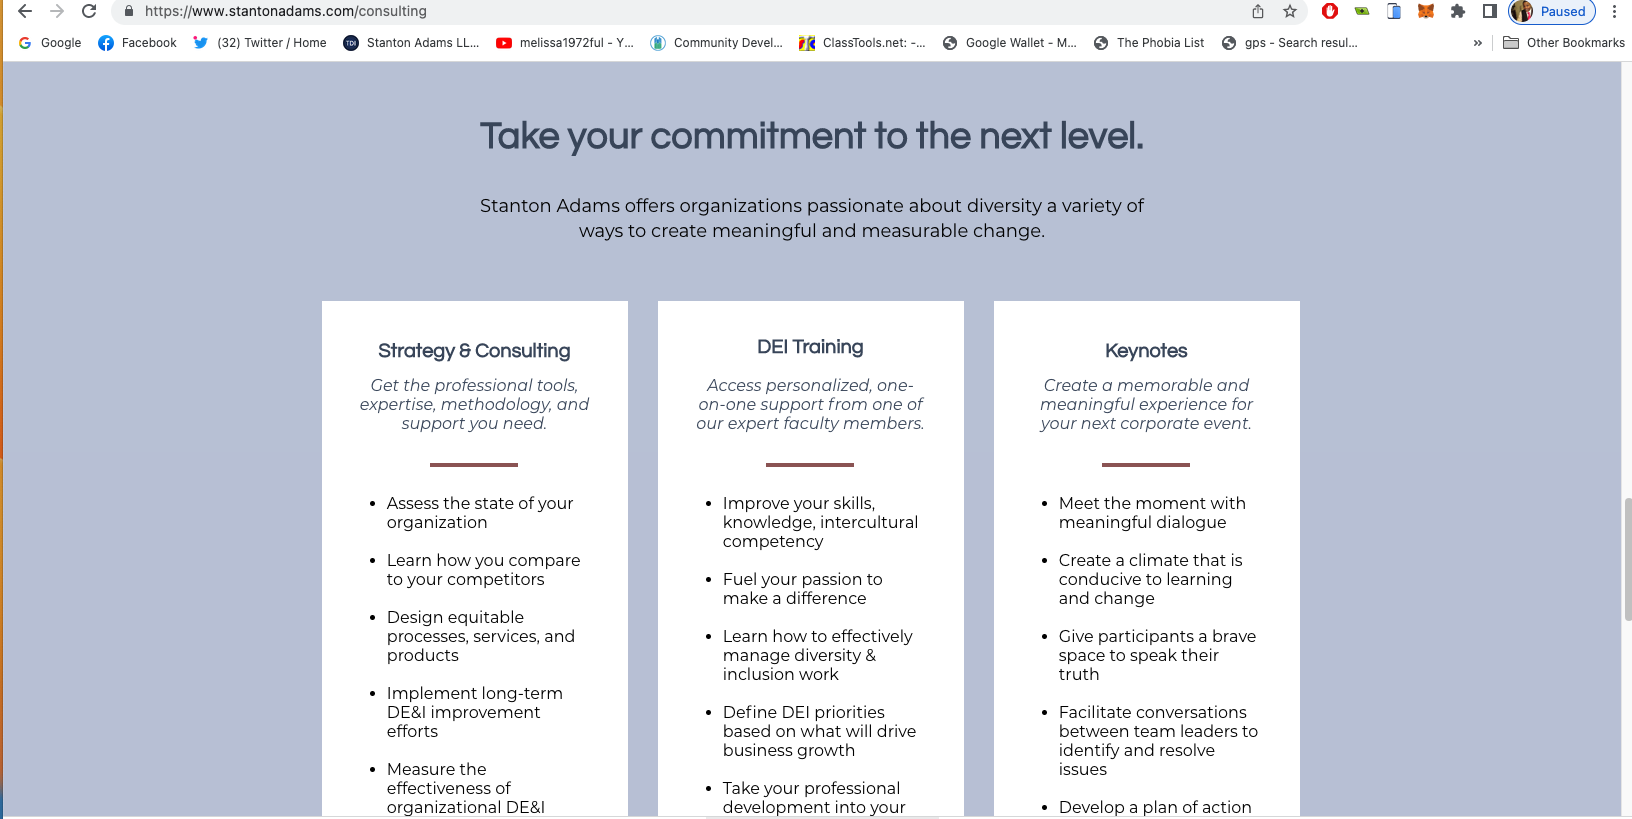 https://www.stantonadams.com/consulting
Paused
Google
Facebook
(32) Twitter / Home
TDI
Stanton Adams LL...
melissa1972ful - Y...
Community Devel...
ClassTools.net: -...
Google Wallet - M...
The Phobia List
gps - Search resul...
»
Other Bookmarks
Take your commitment to the next level.
Stanton Adams offers organizations passionate about diversity a variety of
ways to create meaningful and measurable change.
Strategy & Consulting
Get the professional tools,
expertise, methodology, and
support you need.
• Assess the state of your
organization
• Learn how you compare
to your competitors
• Design equitable
processes, services, and
products
• Implement long-term
DE&I improvement
efforts
• Measure the
effectiveness of
organizational DE&I
DEI Training
Access personalized, one-
on-one support from one of
our expert faculty members.
• Improve your skills,
knowledge, intercultural
competency
• Fuel your passion to
make a difference
• Learn how to effectively
manage diversity &
inclusion work
• Define DEI priorities
based on what will drive
business growth
• Take your professional
development into your
Keynotes
Create a memorable and
meaningful experience for
your next corporate event.
• Meet the moment with
meaningful dialogue
• Create a climate that is
conducive to learning
and change
• Give participants a brave
space to speak their
truth
• Facilitate conversations
between team leaders to
identify and resolve
issues
• Develop a plan of action